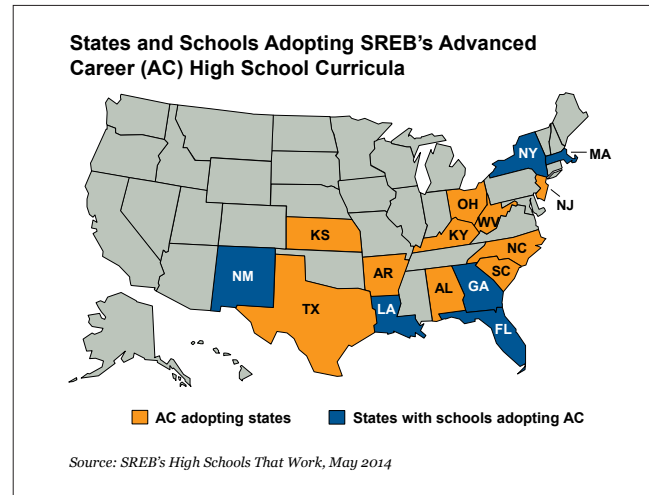 States and Schools Adopting SREB's Advanced
Career (AC) High School Curricula
NY
MA
NJ
OH
WV
KS
KY
NC
NM
AR
SC
TX
LA
AL
GA
FL
AC adopting states
States with schools adopting AC
Source: SREB's High Schools That Work, May 2014